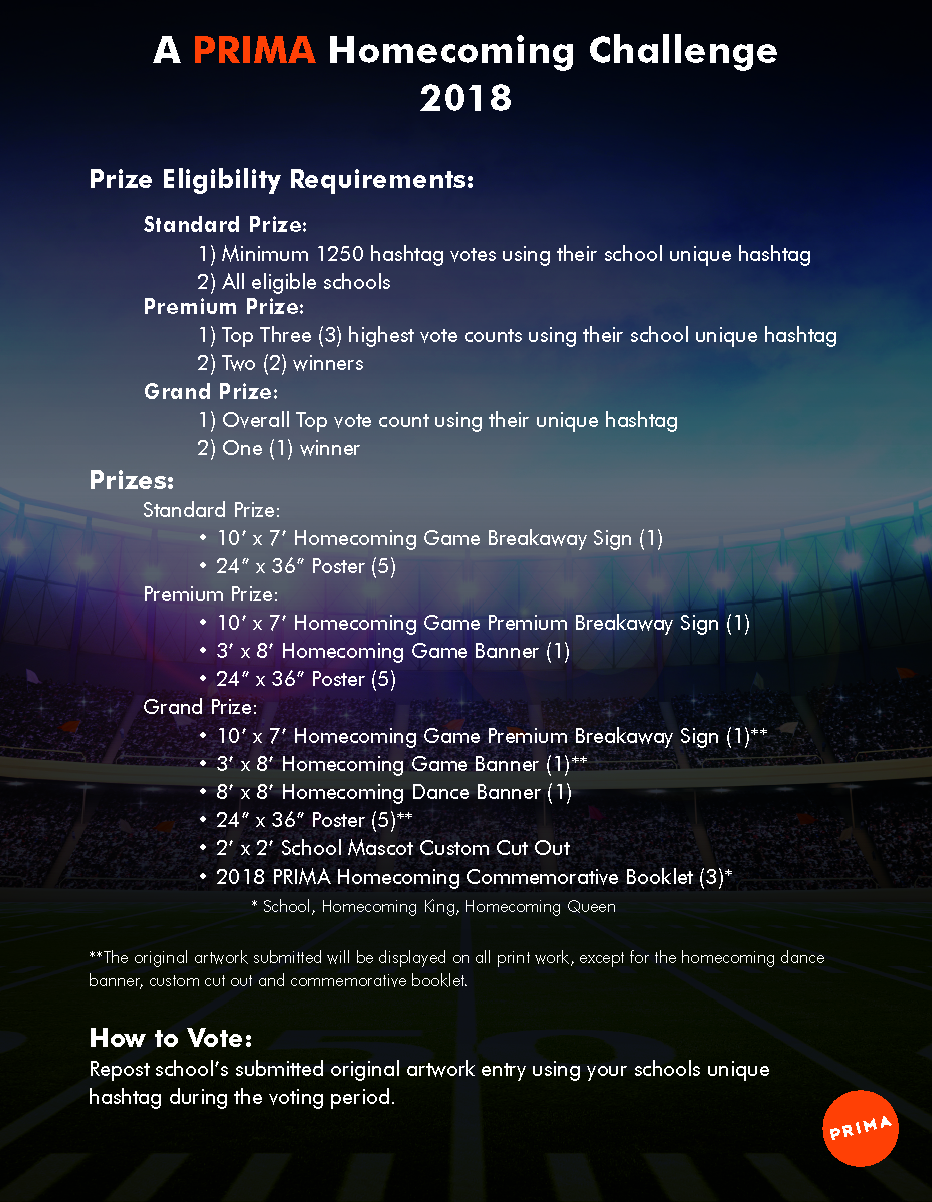 A PRIMA Homecoming Challenge
2018
Prize Eligibility Requirements:
Standard Prize:
1) Minimum 1250 hashtag votes using their school unique hashtag
2) All eligible schools
Premium Prize:
1) Top Three (3) highest vote counts using their school unique hashtag
2) Two (2) winners
Grand Prize:
1) Overall Top vote count using their unique hashtag
2) One (1) winner
Prizes:
Standard Prize:
• 10’ x 7’ Homecoming Game Breakaway Sign (1)
• 24” x 36” Poster (5)
Premium Prize:
• 10’ x 7’ Homecoming Game Premium Breakaway Sign (1)
• 3’ x 8’ Homecoming Game Banner (1)
• 24” x 36” Poster (5)
Grand Prize:
• 10’ x 7’ Homecoming Game Premium Breakaway Sign (1)**
• 3’ x 8’ Homecoming Game Banner (1)**
• 8’ x 8’ Homecoming Dance Banner (1)
• 24” x 36” Poster (5)**
• 2’ x 2’ School Mascot Custom Cut Out
• 2018 PRIMA Homecoming Commemorative Booklet (3)*
* School, Homecoming King, Homecoming Queen
**The original artwork submitted will be displayed on all print work, except for the homecoming dance
banner, custom cut out and commemorative booklet.
How to Vote:
Repost school’s submitted original artwork entry using your schools unique
hashtag during the voting period.
PRIMA